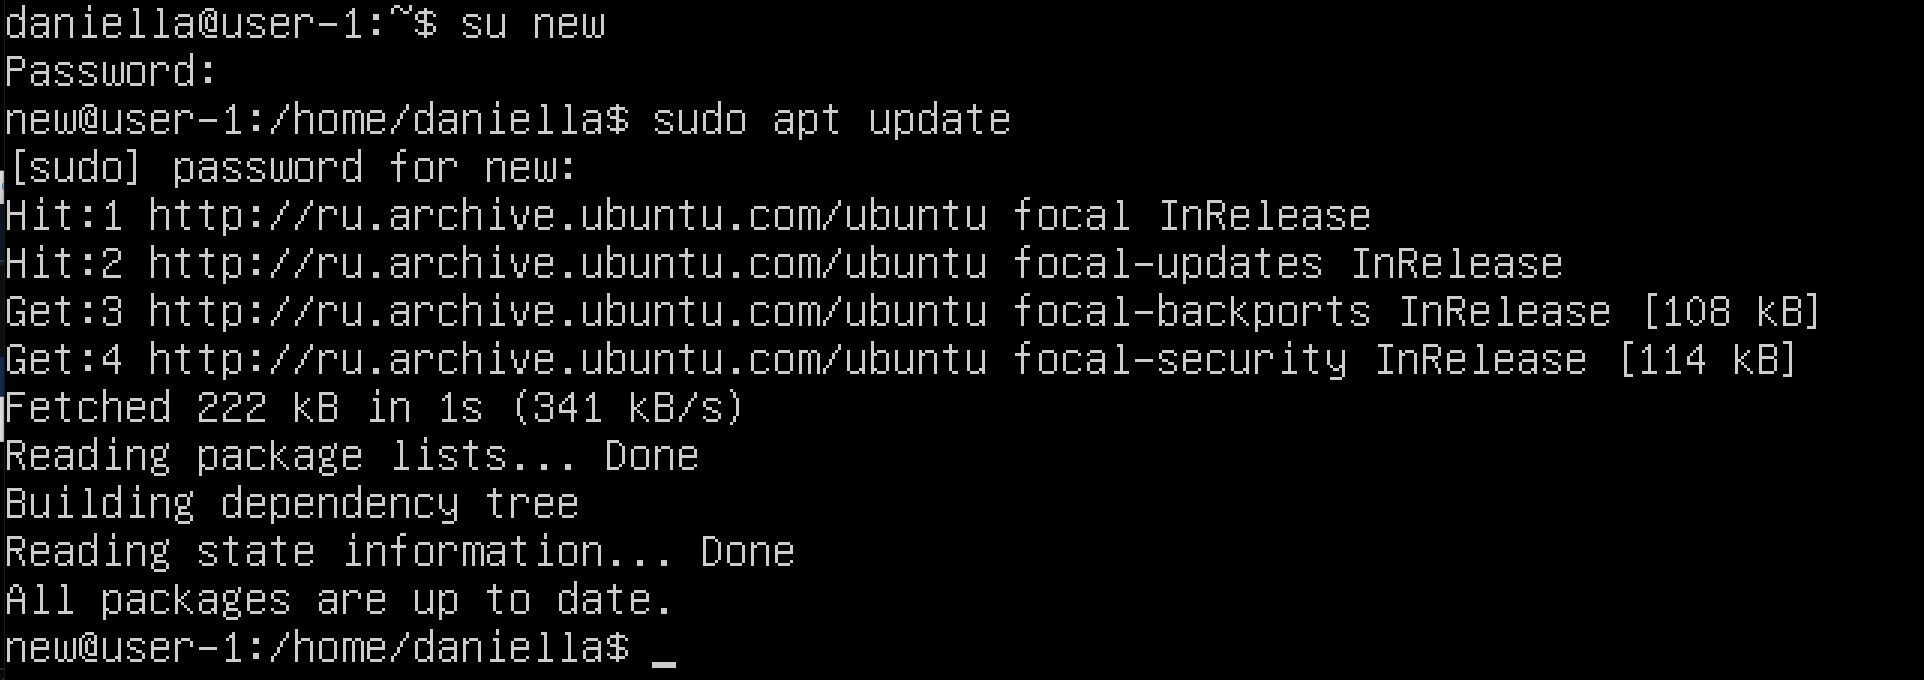 daniella@user-1:~$ su new
Password:
new@user-1:/home/daniella$ sudo apt update
[sudo] password for new:
Hit:1 http://ru.archive.ubuntu.com/ubuntu focal InRelease
Hit:2 http://ru.archive.ubuntu.com/ubuntu focal-updates InRelease
Get:3 http://ru.archive.ubuntu.com/ubuntu focal-backports InRelease [108 kB]
Get:4 http://ru.archive.ubuntu.com/ubuntu focal-security InRelease [114 kB]
Fetched 222 kB in 1s (341 kB/s)
Reading package lists... Done
Building dependency tree
Reading state information... Done
All packages are up to date.
new@user-1:/home/daniella$ _